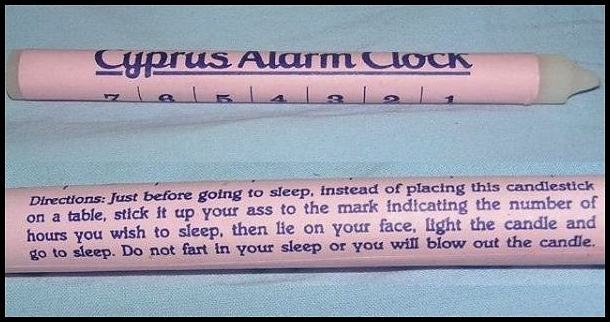 Cyprus Alarm Clock
7 6 5 4 3 2 1
Directions: Just before going to sleep, instead of placing this candlestick
on a table, stick it up your ass to the mark indicating the number of
hours you wish to sleep, then lie on your face, light the candle and
go to sleep. Do not fart in your sleep or you will blow out the candle.